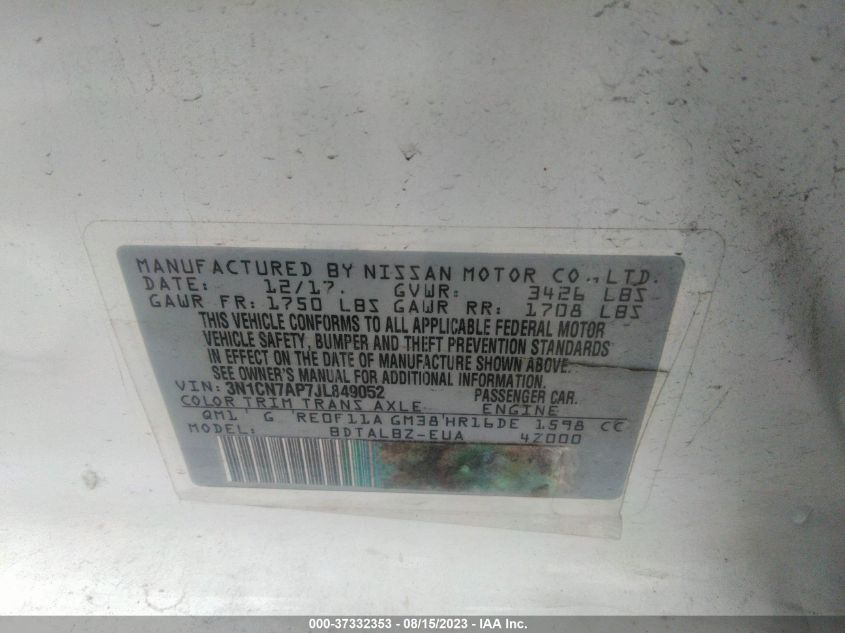 MANUFACTURED BY NISSAN MOTOR CO., LTD.
DATE: 12/17. GVWR: 3426 LBS
GAWR FR: 1750 LBS GAWR RR: 1708 LBS
THIS VEHICLE CONFORMS TO ALL APPLICABLE FEDERAL MOTOR
VEHICLE SAFETY, BUMPER AND THEFT PREVENTION STANDARDS
IN EFFECT ON THE DATE OF MANUFACTURE SHOWN ABOVE.
SEE OWNER'S MANUAL FOR ADDITIONAL INFORMATION.
VIN: 3N1CN7AP7JL849052 PASSENGER CAR.
COLOR TRIM TRANS AXLE ENGINE
QM1 G RE0F11A GM38 HR16DE 1598 CC
MODEL: BDTALBZ-EUA 4Z000
000-37332353 - 08/15/2023 - IAA Inc.